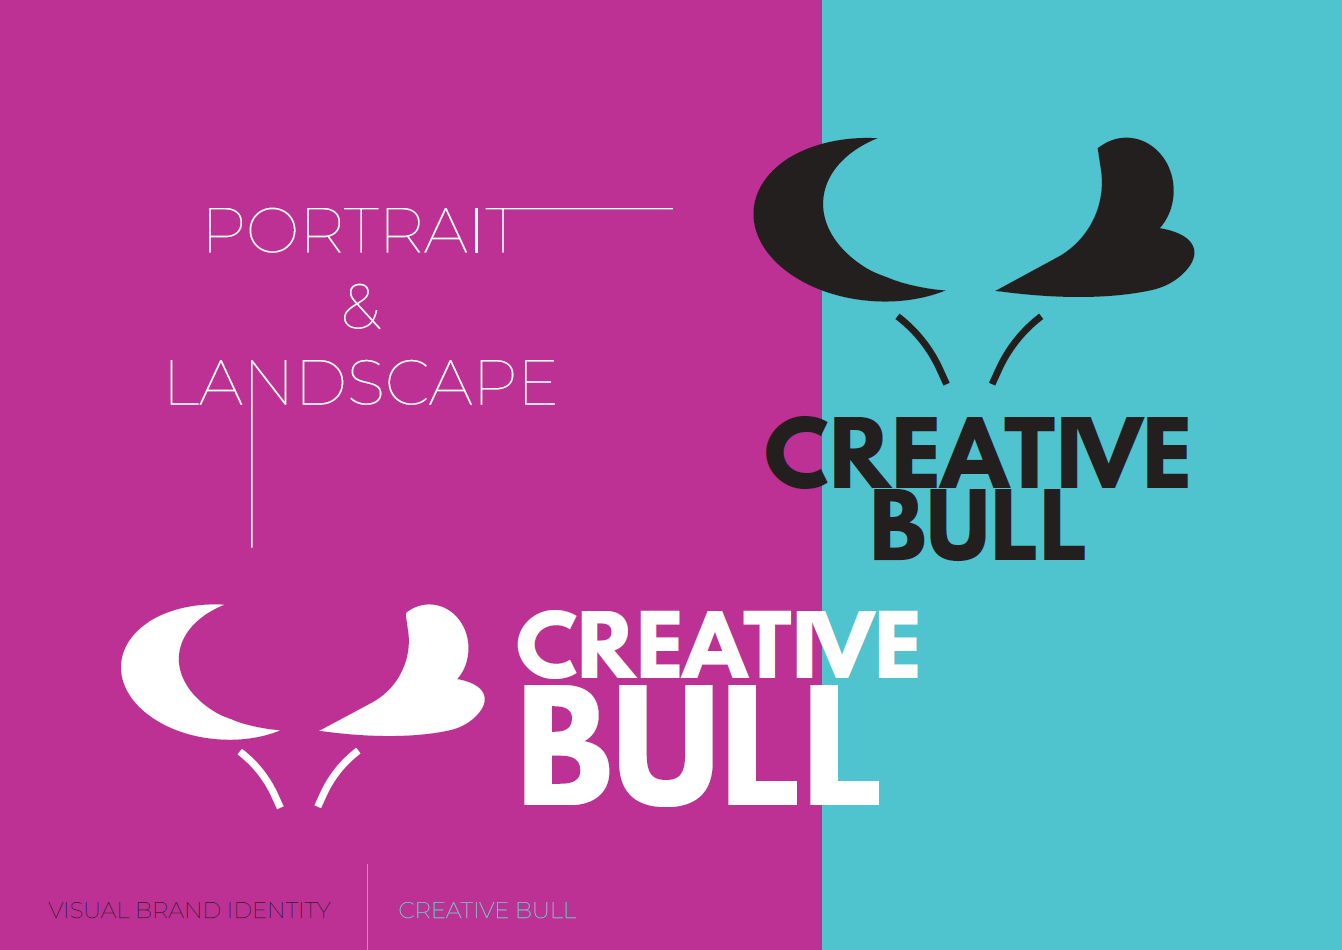 PORTRAIT
&
LANDSCAPE
CREATIVE
BULL
CREATIVE
BULL
VISUAL BRAND IDENTITY
CREATIVE BULL